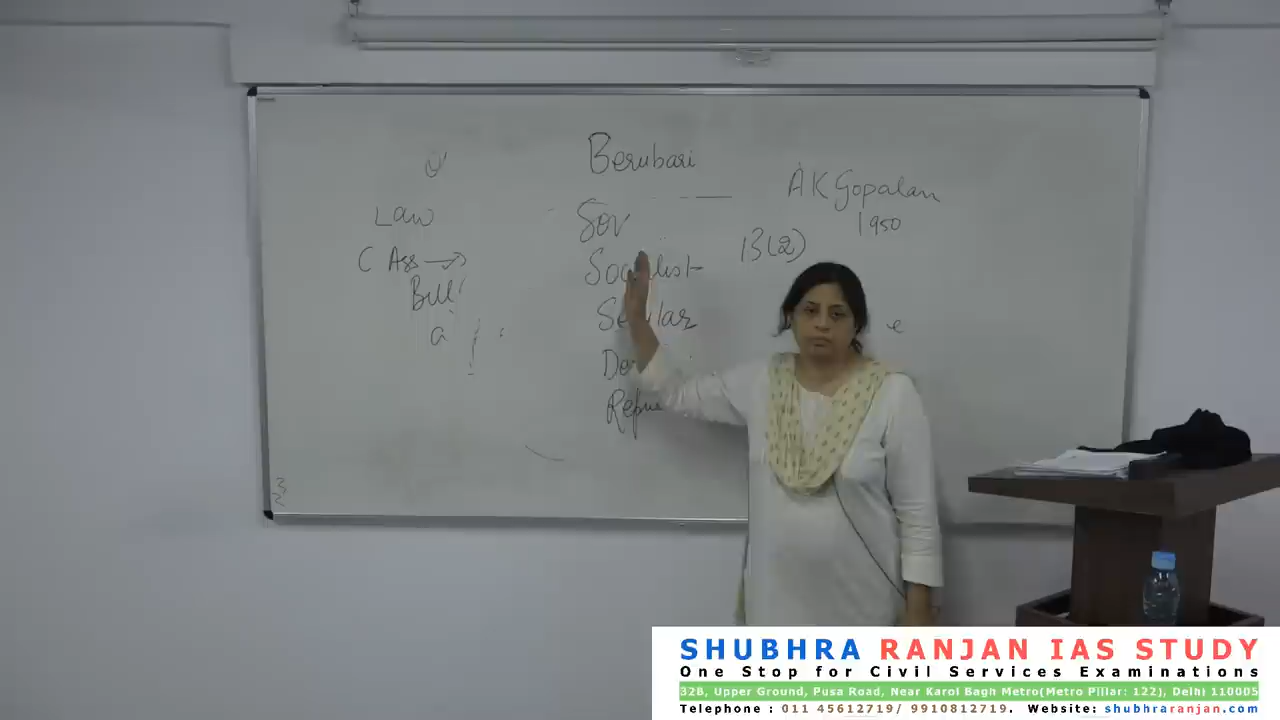 Berubari
Law
C Ass →
Bill
a
Sov
Socialist
Secular
De
Repu
AK Gopalan
1950
13(2)
e
SHUBHRA RANJAN IAS STUDY
One Stop for Civil Services Examinations
32B, Upper Ground, Pusa Road, Near Karol Bagh Metro(Metro Pillar: 122), Delhi 110005
Telephone : 011 45612719/ 9910812719. Website: shubhraranjan.com